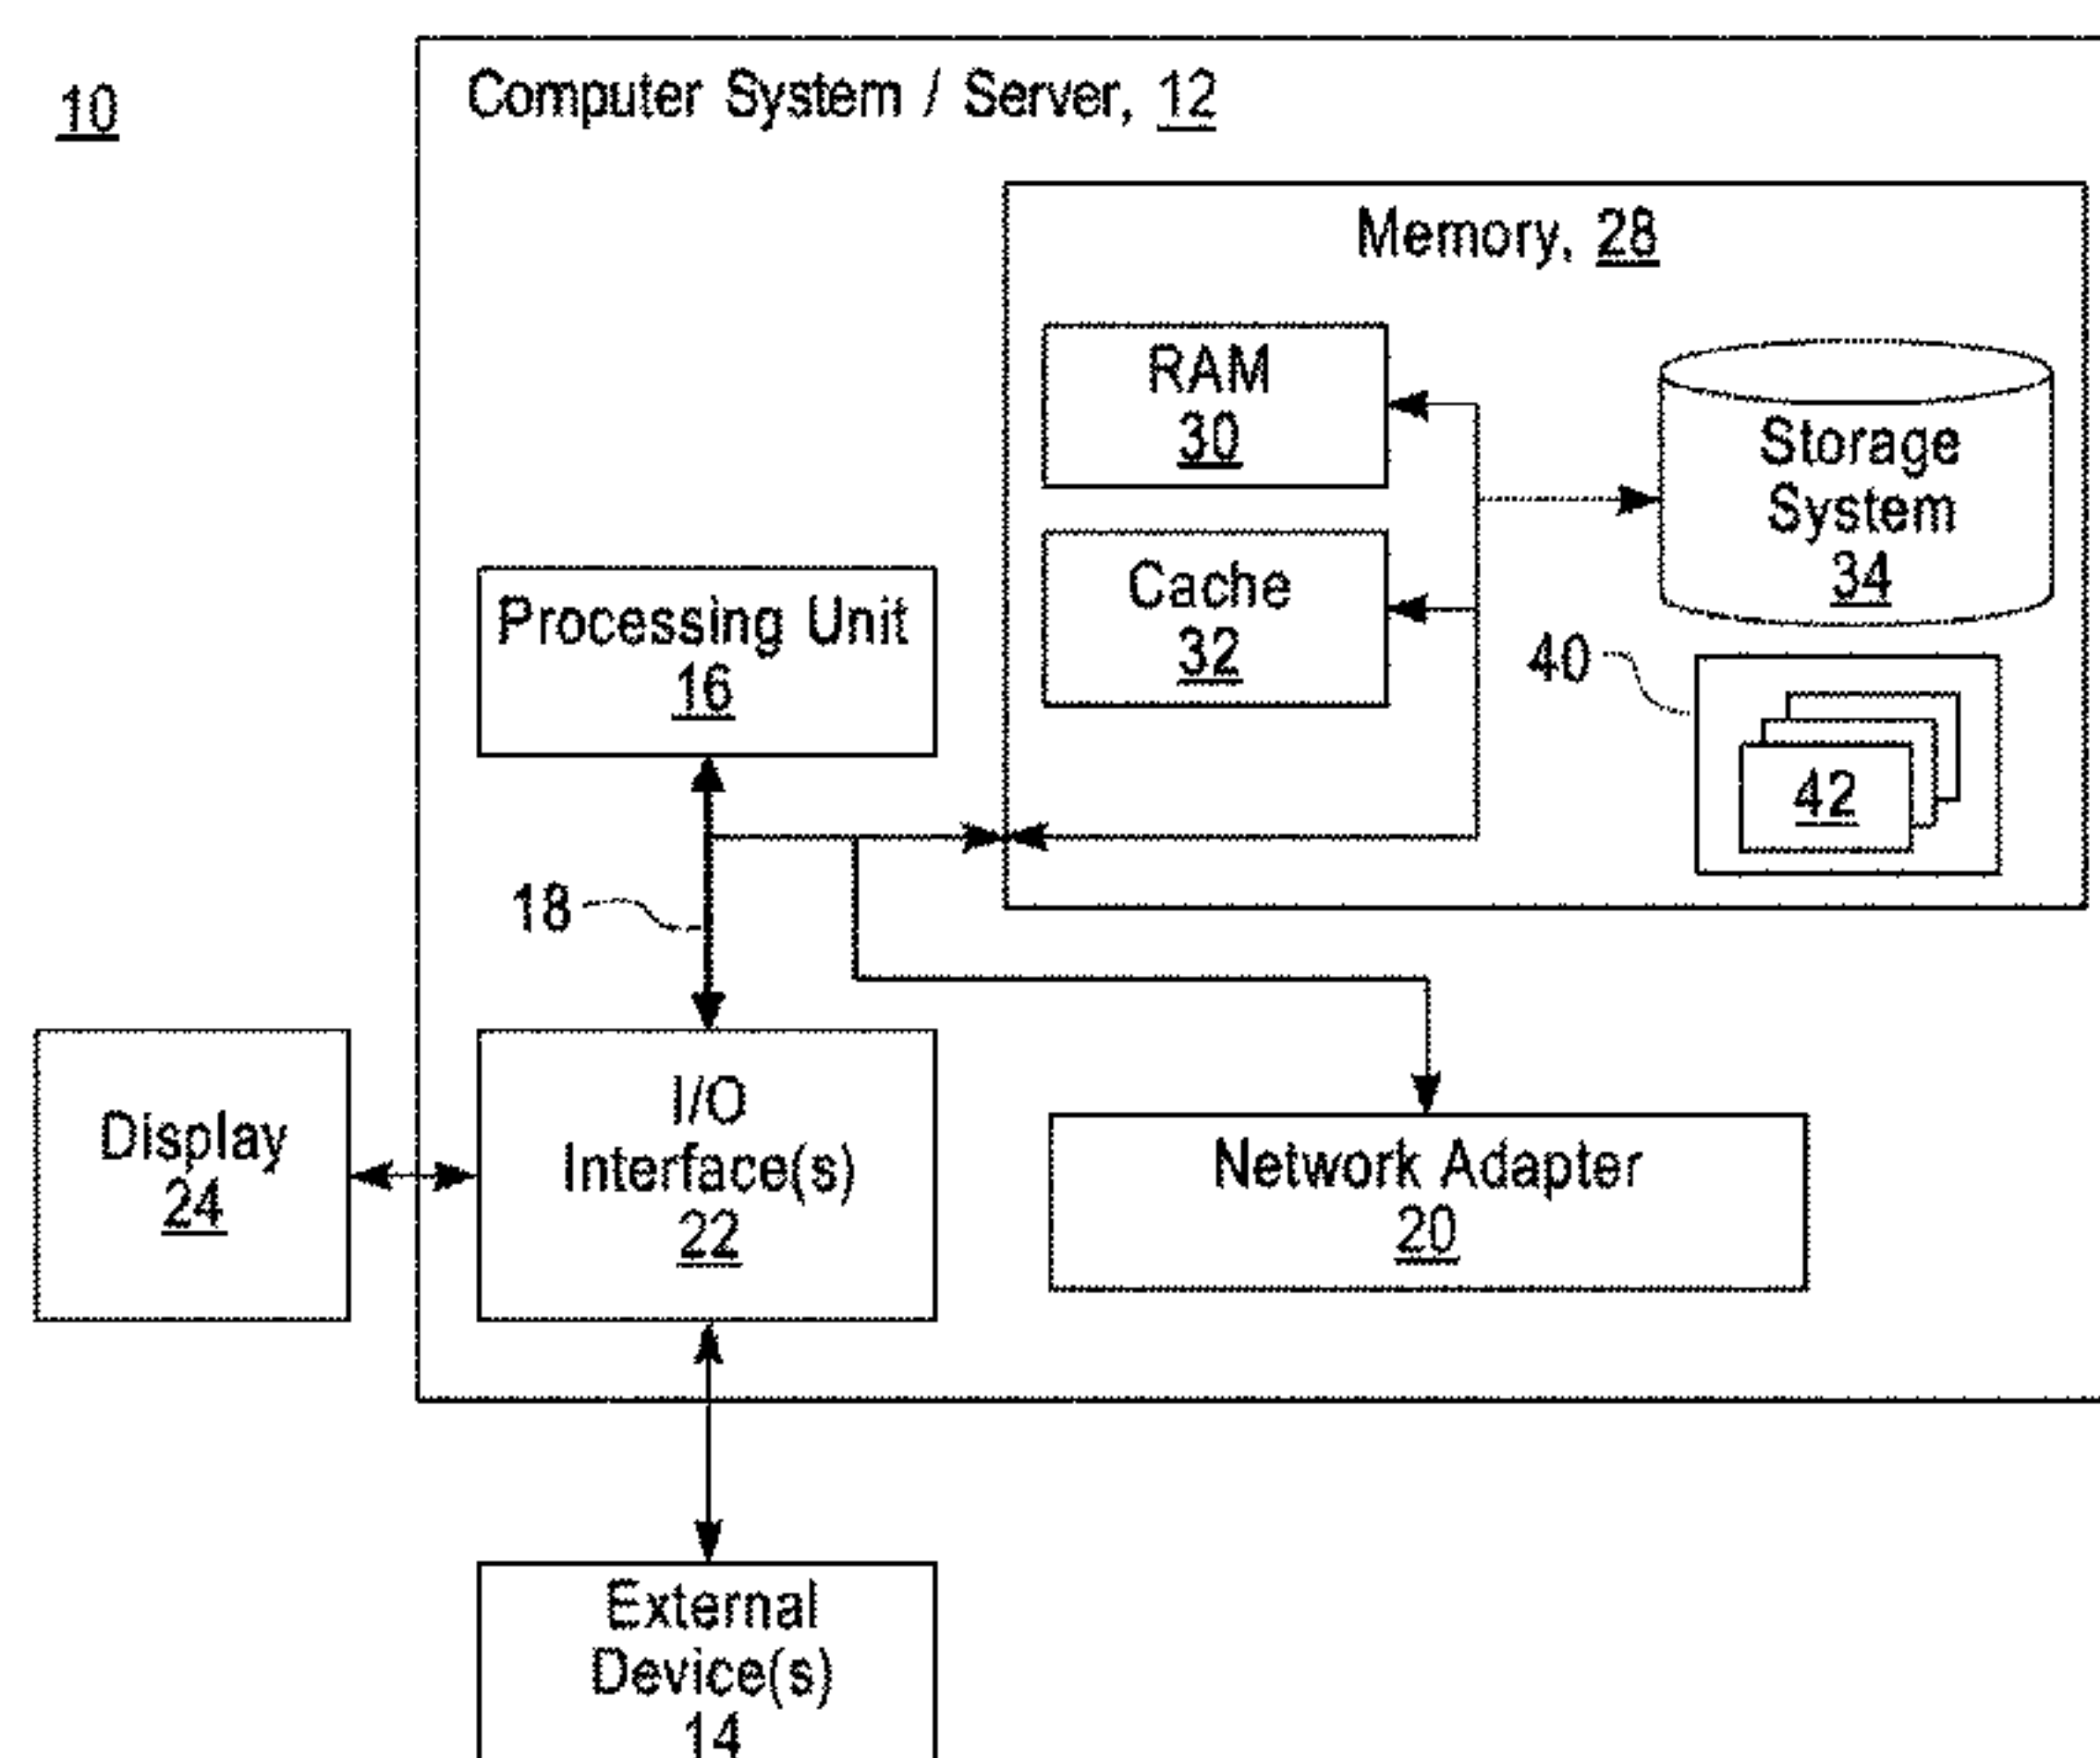 10
Computer System / Server, 12
Memory, 28
RAM
30
Storage
System
34
Cache
32
Processing Unit
16
40
42
18
Display
24
I/O
Interface(s)
22
Network Adapter
20
External
Device(s)
14